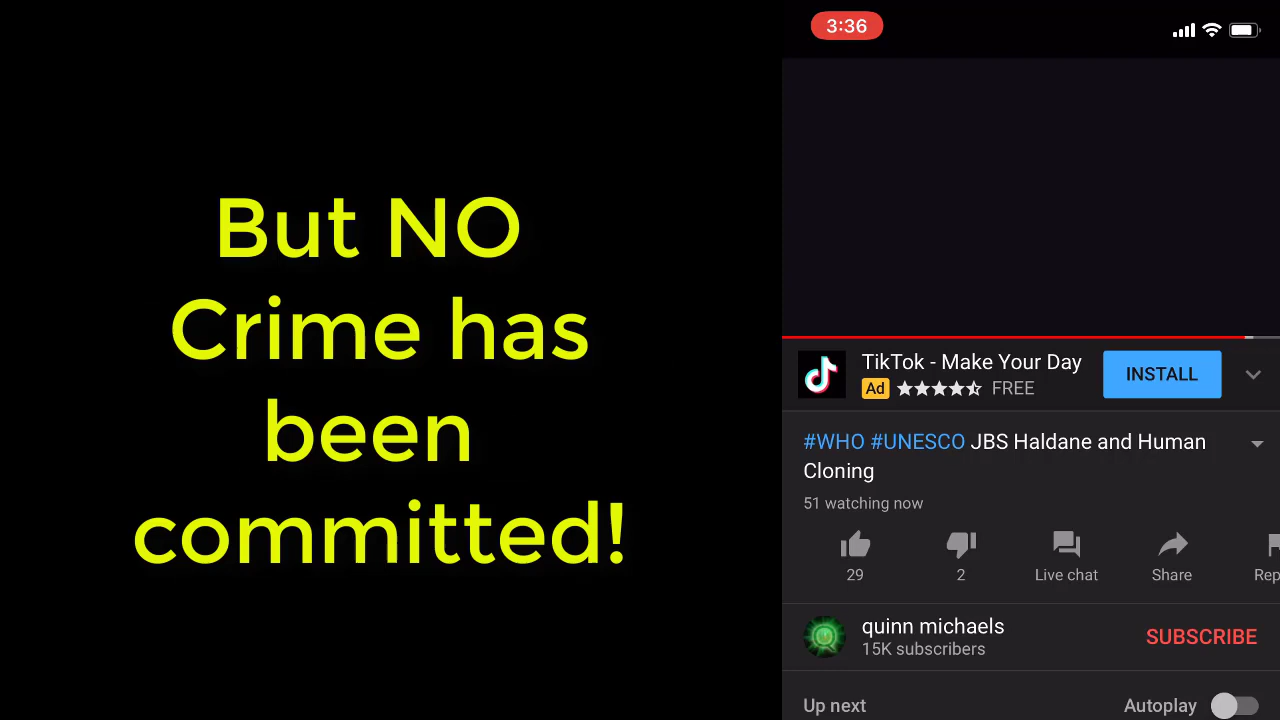 But NO
Crime has
been
committed!
3:36
TikTok - Make Your Day
Ad FREE
INSTALL
#WHO #UNESCO JBS Haldane and Human
Cloning
51 watching now
29 2 Live chat Share Rep
quinn michaels
15K subscribers
SUBSCRIBE
Up next Autoplay